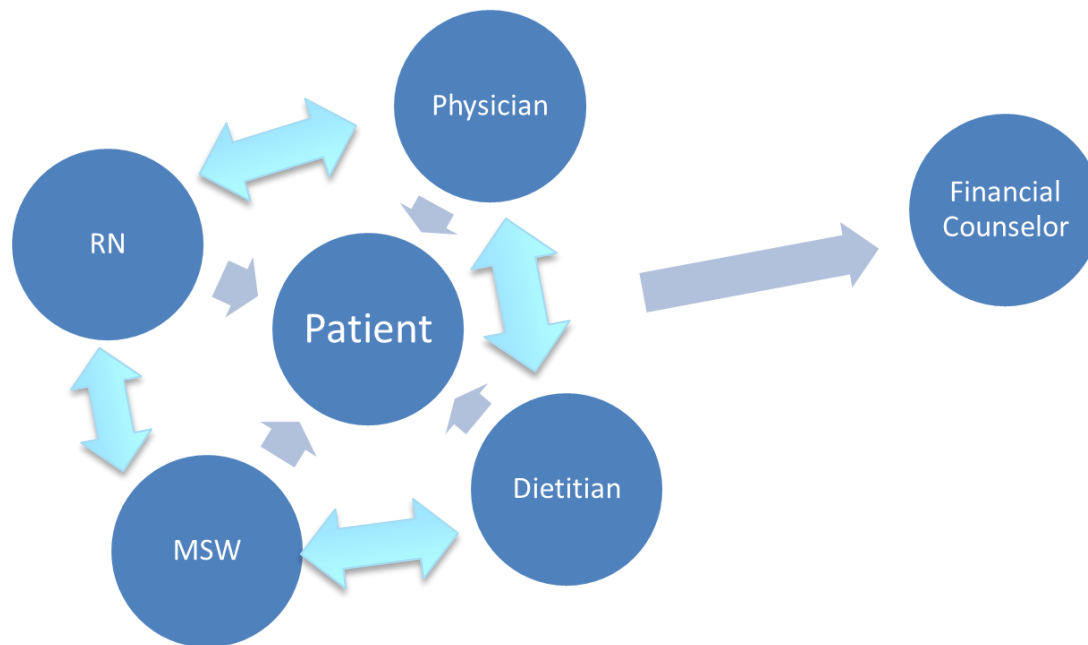 Physician
RN
Financial
Counselor
Patient
Dietitian
MSW